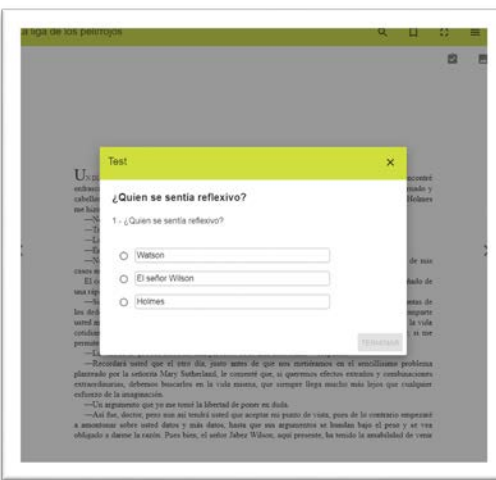 a liga de los pelirrojos
Test
¿Quien se sentia reflexivo?
1.- ¿Quien se sentia reflexivo?
Watson
El señor Wilson
Holmes
TERMINAR
—Recordará usted que el otro día, justo antes de que nos metiéramos en el sencillísimo problema
planteado por la señorita Mary Sutherland, le comenté que, si queremos efectos extraños y combinaciones
extraordinarias, debemos buscarlos en la vida misma, que siempre llega mucho más lejos que cualquier
esfuerzo de la imaginación.
—Un argumento que yo me tomé la libertad de poner en duda.
—Así fue, doctor, pero aun así tendrá usted que aceptar mi punto de vista, pues de lo contrario empezaré
a amontonar sobre usted datos y más datos, hasta que sus argumentos se hundan bajo el peso y se vea
obligado a darme la razón. Pues bien, el señor Jabez Wilson, aquí presente, ha tenido la amabilidad de venir